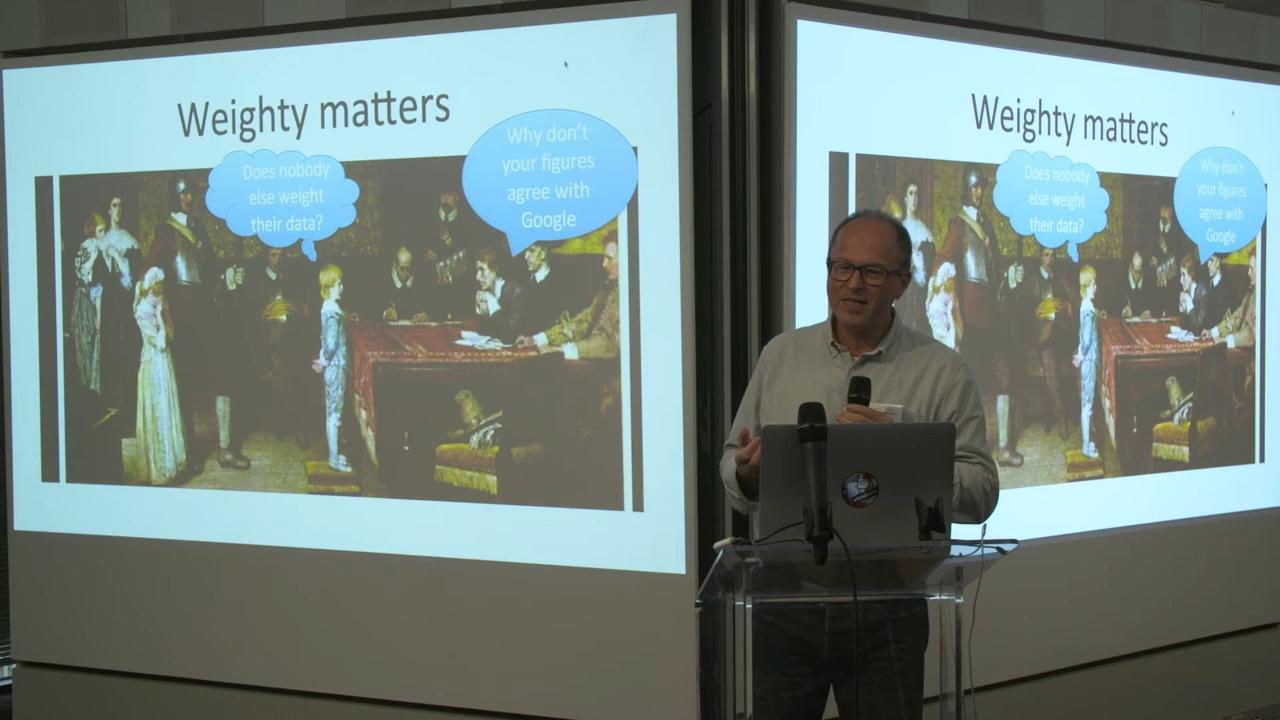 Weighty matters
Does nobody
else weight
their data?
Why don't
your figures
agree with
Google
Weighty matters
Does nobody
else weight
their data?
Why don't
your figures
agree with
Google